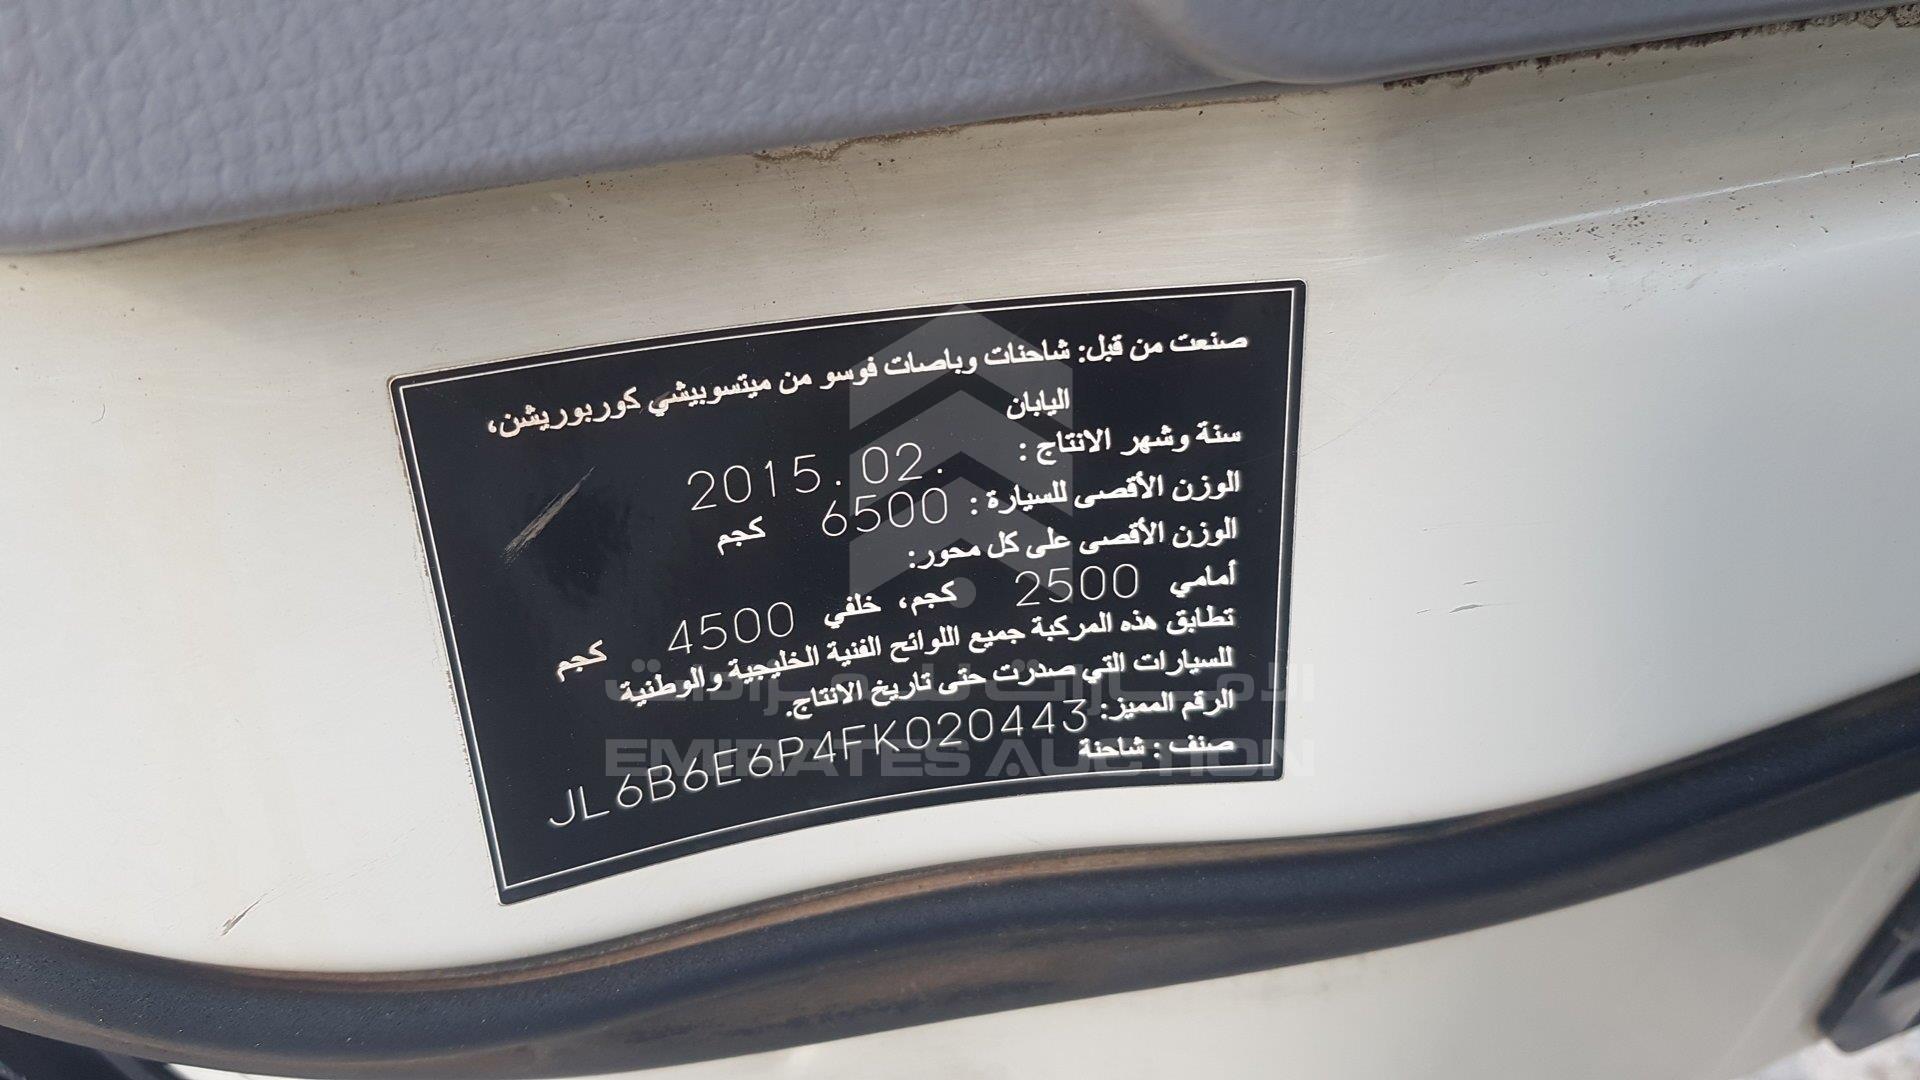 صنعت من قبل: شاحنات وباصات فوسو من ميتسوبيشي كوربوريشن،
اليابان
سنة وشهر الانتاج : 2015.02.
الوزن الأقصى للسيارة : 6500 كجم
الوزن الأقصى على كل محور:
أمامي 2500 كجم، خلفي 4500 كجم
تطابق هذه المركبة جميع اللوائح الفنية الخليجية والوطنية
للسيارات التي صدرت حتى تاريخ الانتاج.
الرقم المميز: JL6B6E6P4FK020443
صنف : شاحنة
الإمارات للمزادات
EMIRATES AUCTION